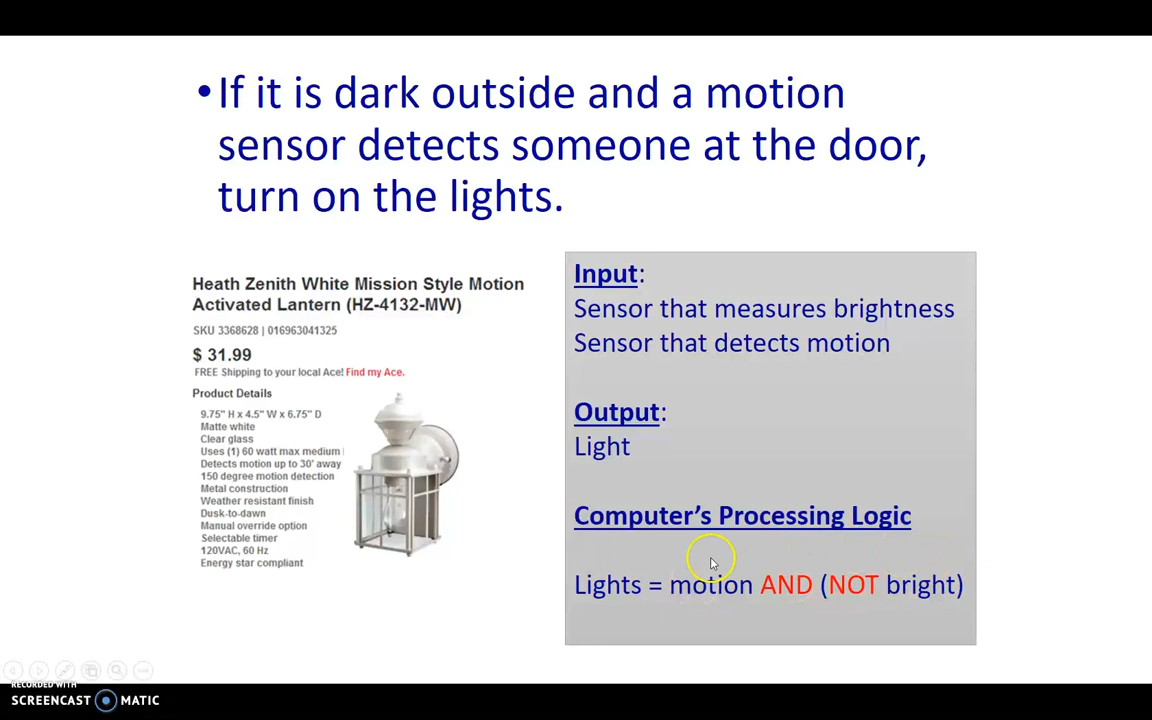 •If it is dark outside and a motion
sensor detects someone at the door,
turn on the lights.
Heath Zenith White Mission Style Motion
Activated Lantern (HZ-4132-MW)
SKU 3368628 | 016963041325
$ 31.99
FREE Shipping to your local Ace! Find my Ace.
Product Details
9.75" H x 4.5" W x 6.75" D
Matte white
Clear glass
Uses (1) 60 watt max medium
Detects motion up to 30' away
150 degree motion detection
Metal construction
Weather resistant finish
Dusk-to-dawn
Manual override option
Selectable timer
120VAC, 60 Hz
Energy star compliant
Input:
Sensor that measures brightness
Sensor that detects motion
Output:
Light
Computer's Processing Logic
Lights = motion AND (NOT bright)
RECORDED WITH
SCREENCAST MATIC